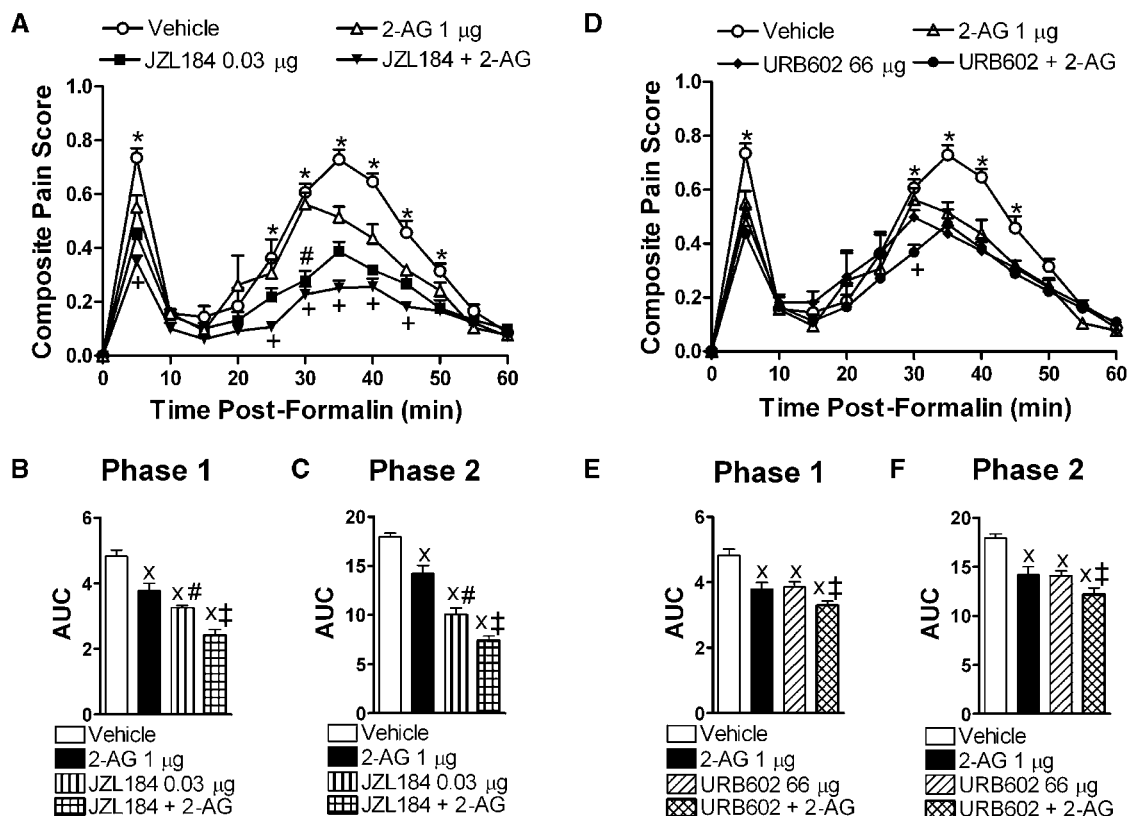 A
Vehicle
2-AG 1 μg
JZL184 0.03 μg
JZL184 + 2-AG
Composite Pain Score
1.0
0.8
0.6
0.4
0.2
0.0
* * * * * * *
#
+ + + + + +
0 10 20 30 40 50 60
Time Post-Formalin (min)
D
Vehicle
2-AG 1 μg
URB602 66 μg
URB602 + 2-AG
Composite Pain Score
1.0
0.8
0.6
0.4
0.2
0.0
* * * * *
+
0 10 20 30 40 50 60
Time Post-Formalin (min)
B
Phase 1
AUC
6
4
2
0
x x# x‡
Vehicle
2-AG 1 μg
JZL184 0.03 μg
JZL184 + 2-AG
C
Phase 2
AUC
20
15
10
5
0
x x# x‡
Vehicle
2-AG 1 μg
JZL184 0.03 μg
JZL184 + 2-AG
E
Phase 1
AUC
6
4
2
0
x x x‡
Vehicle
2-AG 1 μg
URB602 66 μg
URB602 + 2-AG
F
Phase 2
AUC
20
15
10
5
0
x x x‡
Vehicle
2-AG 1 μg
URB602 66 μg
URB602 + 2-AG